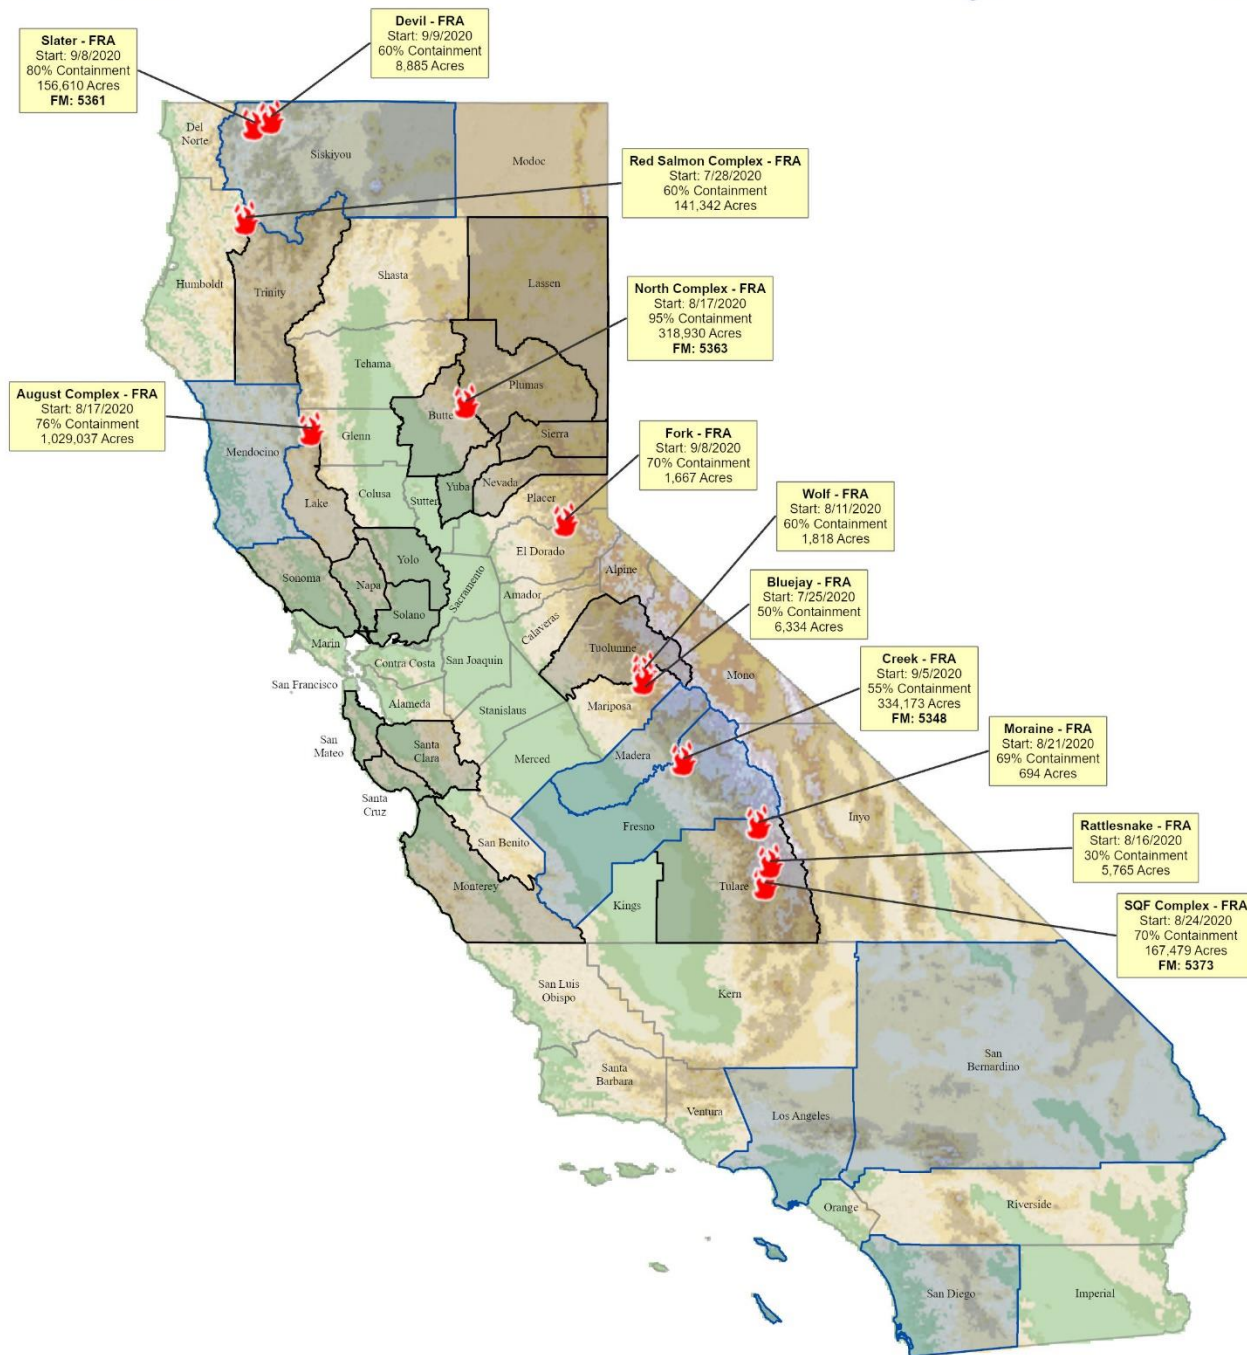 Devil - FRA
Start: 9/9/2020
60% Containment
8,885 Acres
Slater - FRA
Start: 9/8/2020
80% Containment
156,610 Acres
FM: 5361
Del
Norte
Siskiyou
Modoc
Red Salmon Complex - FRA
Start: 7/28/2020
60% Containment
141,342 Acres
Humboldt
Trinity
Shasta
Lassen
North Complex - FRA
Start: 8/17/2020
95% Containment
318,930 Acres
FM: 5363
Tehama
Plumas
August Complex - FRA
Start: 8/17/2020
76% Containment
1,029,037 Acres
Butte
Glenn
Sierra
Mendocino
Fork - FRA
Start: 9/8/2020
70% Containment
1,667 Acres
Lake
Colusa
Sutter
Yuba
Nevada
Placer
Wolf - FRA
Start: 8/11/2020
60% Containment
1,818 Acres
El Dorado
Yolo
Sonoma
Napa
Solano
Sacramento
Amador
Alpine
Bluejay - FRA
Start: 7/25/2020
50% Containment
6,334 Acres
Calaveras
Tuolumne
Marin
Contra Costa
San Joaquin
Mono
Creek - FRA
Start: 9/5/2020
55% Containment
334,173 Acres
FM: 5348
San Francisco
Alameda
Stanislaus
Mariposa
San
Mateo
Santa
Clara
Merced
Madera
Moraine - FRA
Start: 8/21/2020
69% Containment
694 Acres
Santa
Cruz
San Benito
Fresno
Inyo
Rattlesnake - FRA
Start: 8/16/2020
30% Containment
5,765 Acres
Monterey
Kings
Tulare
SQF Complex - FRA
Start: 8/24/2020
70% Containment
167,479 Acres
FM: 5373
San Luis
Obispo
Kern
San
Bernardino
Santa
Barbara
Ventura
Los Angeles
Orange
Riverside
San Diego
Imperial